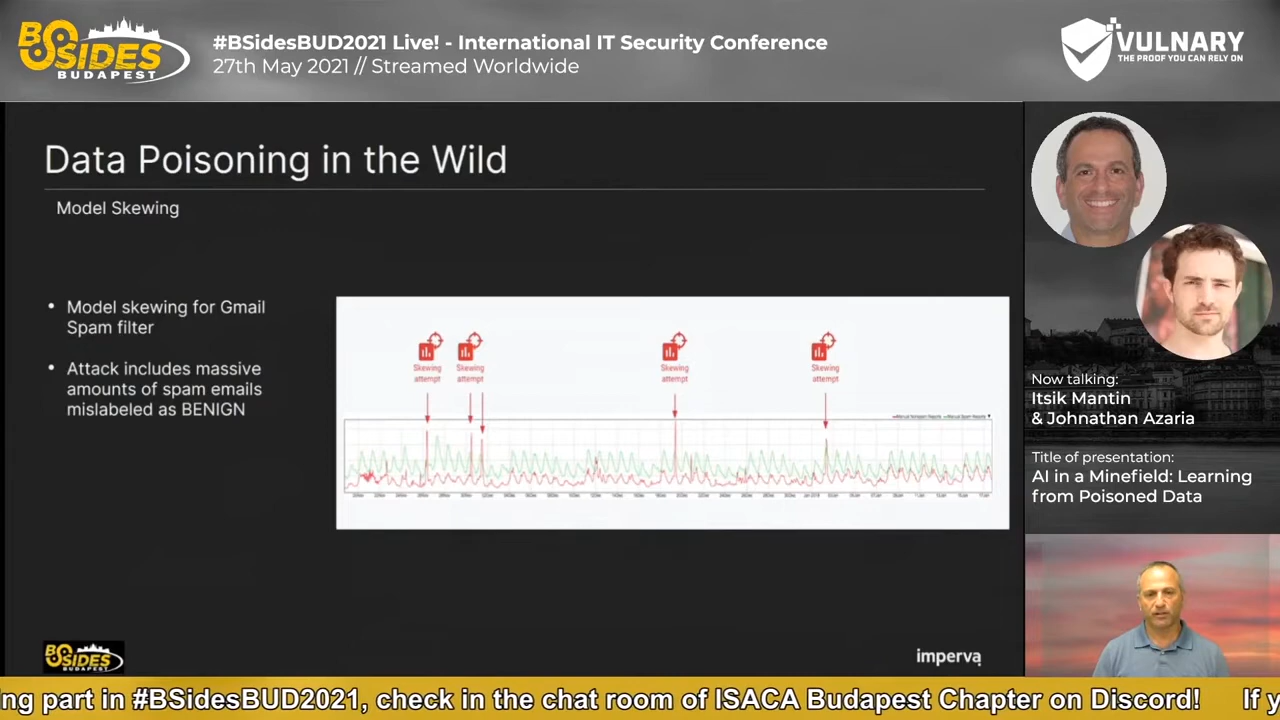 BSIDES
BUDAPEST
#BSidesBUD2021 Live! - International IT Security Conference
27th May 2021 // Streamed Worldwide
VULNARY
THE PROOF YOU CAN RELY ON
Data Poisoning in the Wild
Model Skewing
• Model skewing for Gmail
Spam filter
• Attack includes massive
amounts of spam emails
mislabeled as BENIGN
Skewing
attempt
Skewing
attempt
Skewing
attempt
Skewing
attempt
Now talking:
Itsik Mantin
& Johnathan Azaria
Title of presentation:
AI in a Minefield: Learning
from Poisoned Data
BSIDES
BUDAPEST
imperva
ing part in #BSidesBUD2021, check in the chat room of ISACA Budapest Chapter on Discord! If y